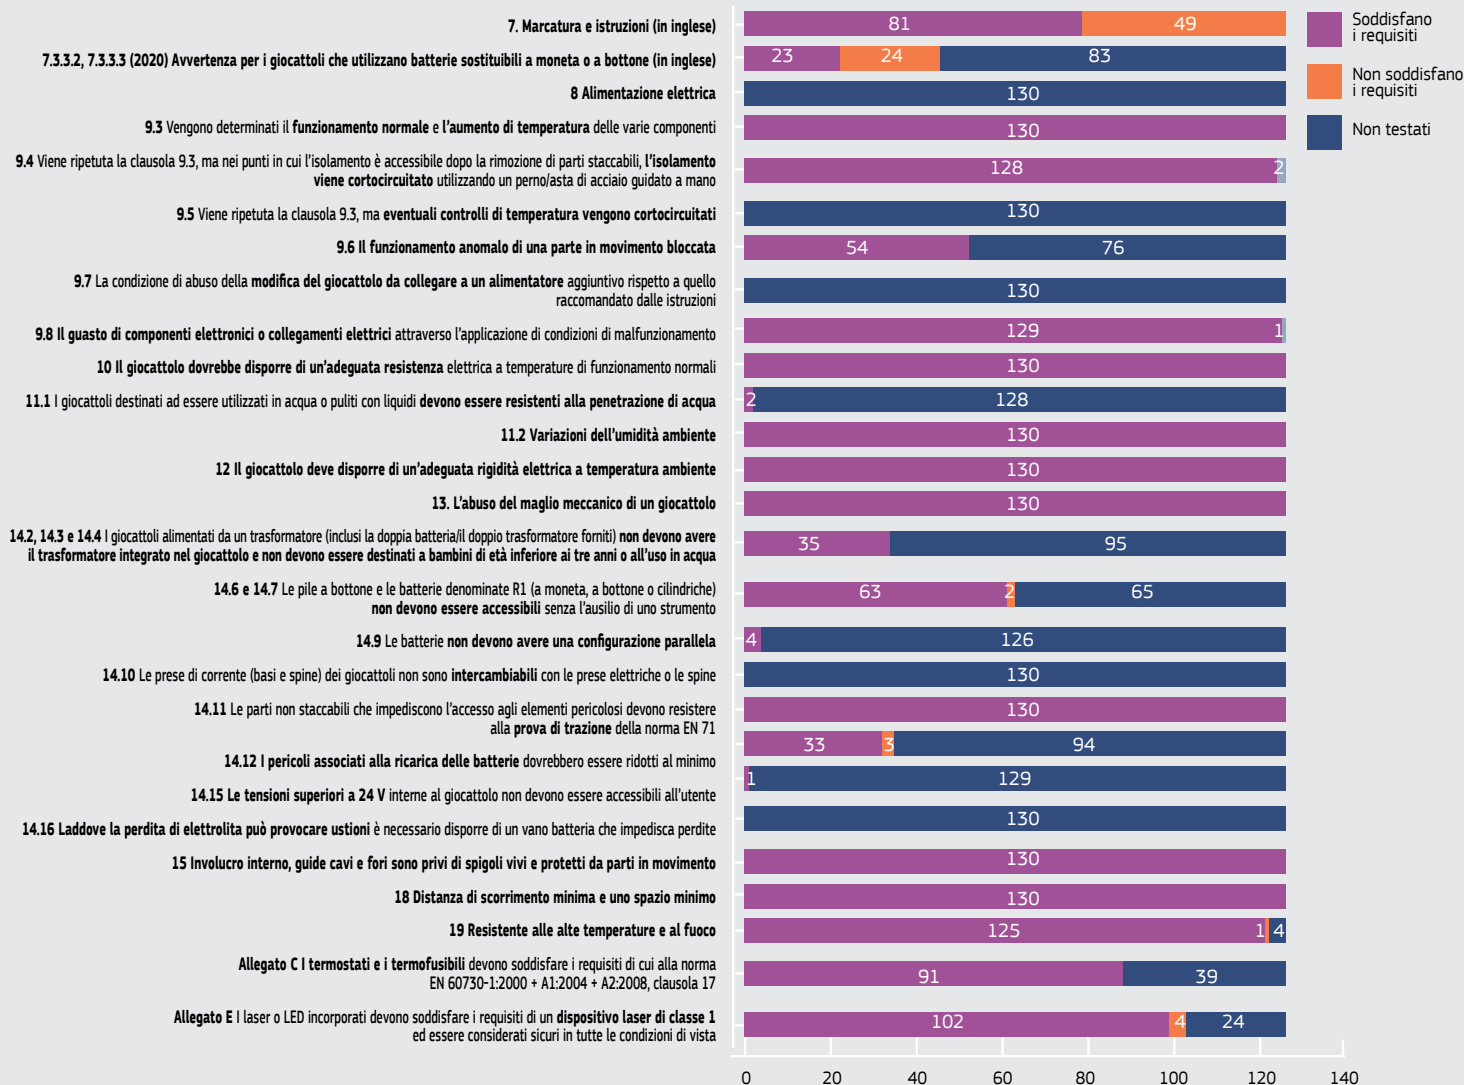 7. Marcatura e istruzioni (in inglese)
81 49
7.3.3.2, 7.3.3.3 (2020) Avvertenza per i giocattoli che utilizzano batterie sostituibili a moneta o a bottone (in inglese)
23 24 83
8 Alimentazione elettrica
130
9.3 Vengono determinati il funzionamento normale e l'aumento di temperatura delle varie componenti
130
9.4 Viene ripetuta la clausola 9.3, ma nei punti in cui l'isolamento è accessibile dopo la rimozione di parti staccabili, l'isolamento
viene cortocircuitato utilizzando un perno/asta di acciaio guidato a mano
128 2
9.5 Viene ripetuta la clausola 9.3, ma eventuali controlli di temperatura vengono cortocircuitati
130
9.6 Il funzionamento anomalo di una parte in movimento bloccata
54 76
9.7 La condizione di abuso della modifica del giocattolo da collegare a un alimentatore aggiuntivo rispetto a quello
raccomandato dalle istruzioni
130
9.8 Il guasto di componenti elettronici o collegamenti elettrici attraverso l'applicazione di condizioni di malfunzionamento
129 1
10 Il giocattolo dovrebbe disporre di un'adeguata resistenza elettrica a temperature di funzionamento normali
130
11.1 I giocattoli destinati ad essere utilizzati in acqua o puliti con liquidi devono essere resistenti alla penetrazione di acqua
2 128
11.2 Variazioni dell'umidità ambiente
130
12 Il giocattolo deve disporre di un'adeguata rigidità elettrica a temperatura ambiente
130
13. L'abuso del maglio meccanico di un giocattolo
130
14.2, 14.3 e 14.4 I giocattoli alimentati da un trasformatore (inclusi la doppia batteria/il doppio trasformatore forniti) non devono avere
il trasformatore integrato nel giocattolo e non devono essere destinati a bambini di età inferiore ai tre anni o all'uso in acqua
35 95
14.6 e 14.7 Le pile a bottone e le batterie denominate R1 (a moneta, a bottone o cilindriche)
non devono essere accessibili senza l'ausilio di uno strumento
63 2 65
14.9 Le batterie non devono avere una configurazione parallela
4 126
14.10 Le prese di corrente (basi e spine) dei giocattoli non sono intercambiabili con le prese elettriche o le spine
130
14.11 Le parti non staccabili che impediscono l'accesso agli elementi pericolosi devono resistere
alla prova di trazione della norma EN 71
130
14.12 I pericoli associati alla ricarica delle batterie dovrebbero essere ridotti al minimo
33 3 94
14.15 Le tensioni superiori a 24 V interne al giocattolo non devono essere accessibili all'utente
1 129
14.16 Laddove la perdita di elettrolita può provocare ustioni è necessario disporre di un vano batteria che impedisca perdite
130
15 Involucro interno, guide cavi e fori sono privi di spigoli vivi e protetti da parti in movimento
130
18 Distanza di scorrimento minima e uno spazio minimo
130
19 Resistente alle alte temperature e al fuoco
125 1 4
Allegato C I termostati e i termofusibili devono soddisfare i requisiti di cui alla norma
EN 60730-1:2000 + A1:2004 + A2:2008, clausola 17
91 39
Allegato E I laser o LED incorporati devono soddisfare i requisiti di un dispositivo laser di classe 1
ed essere considerati sicuri in tutte le condizioni di vista
102 4 24
0 20 40 60 80 100 120 140
Soddisfano
i requisiti
Non soddisfano
i requisiti
Non testati